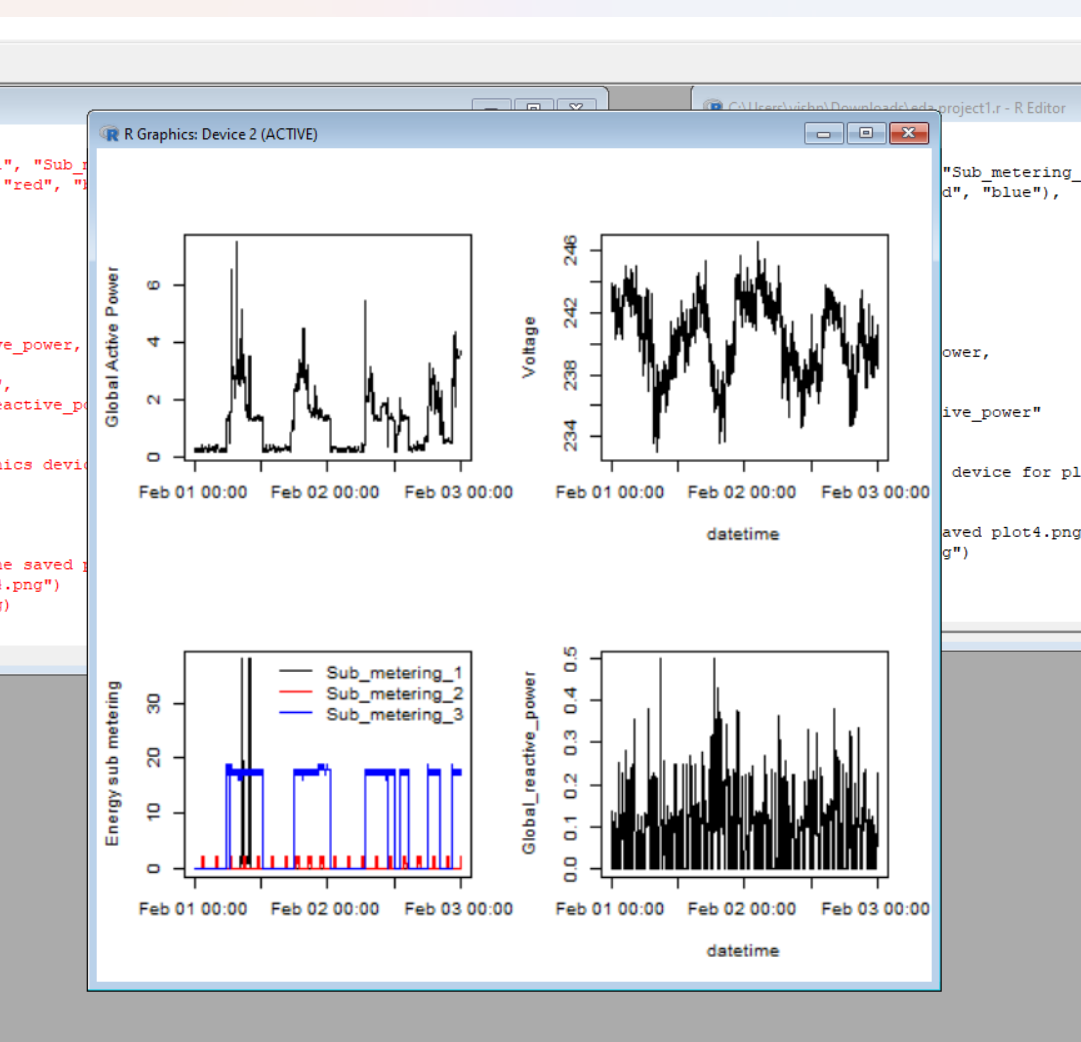 C:\Users\vishn\Downloads\eda project1.r - R Editor
R Graphics: Device 2 (ACTIVE)
", "Sub_
"red", "
ve_power,
",
eactive_po
ics devi
he saved
.png")
)
"Sub_metering_
d", "blue"),
ower,
ive_power"
device for pl
aved plot4.png
g")
Global Active Power
6
4
2
0
Feb 01 00:00 Feb 02 00:00 Feb 03 00:00
Voltage
246
242
238
234
Feb 01 00:00 Feb 02 00:00 Feb 03 00:00
datetime
Energy sub metering
30
20
10
0
Sub_metering_1
Sub_metering_2
Sub_metering_3
Feb 01 00:00 Feb 02 00:00 Feb 03 00:00
Global_reactive_power
0.5
0.4
0.3
0.2
0.1
0.0
Feb 01 00:00 Feb 02 00:00 Feb 03 00:00
datetime